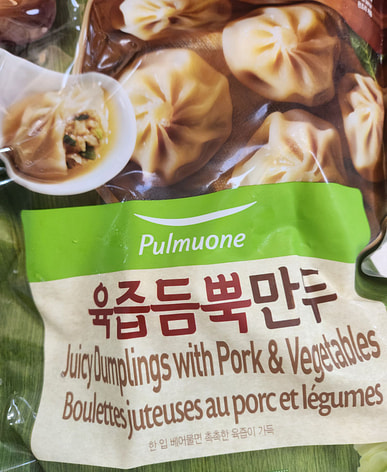 Pulmuone
육즙듬뿍만두
Juicy Dumplings with Pork & Vegetables
Boulettes juteuses au porc et légumes
한 입 베어물면 촉촉한 육즙이 가득